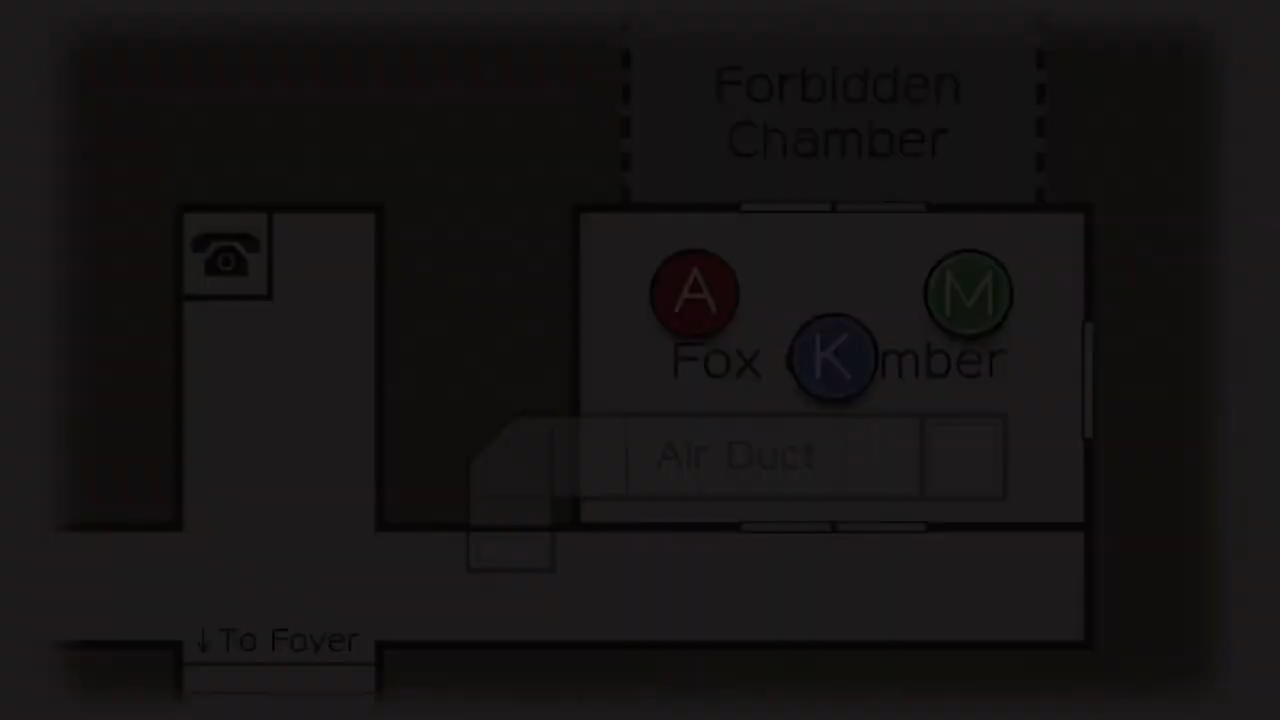 Forbidden
Chamber
A
M
K
Fox mber
Air Duct
↓To Foyer